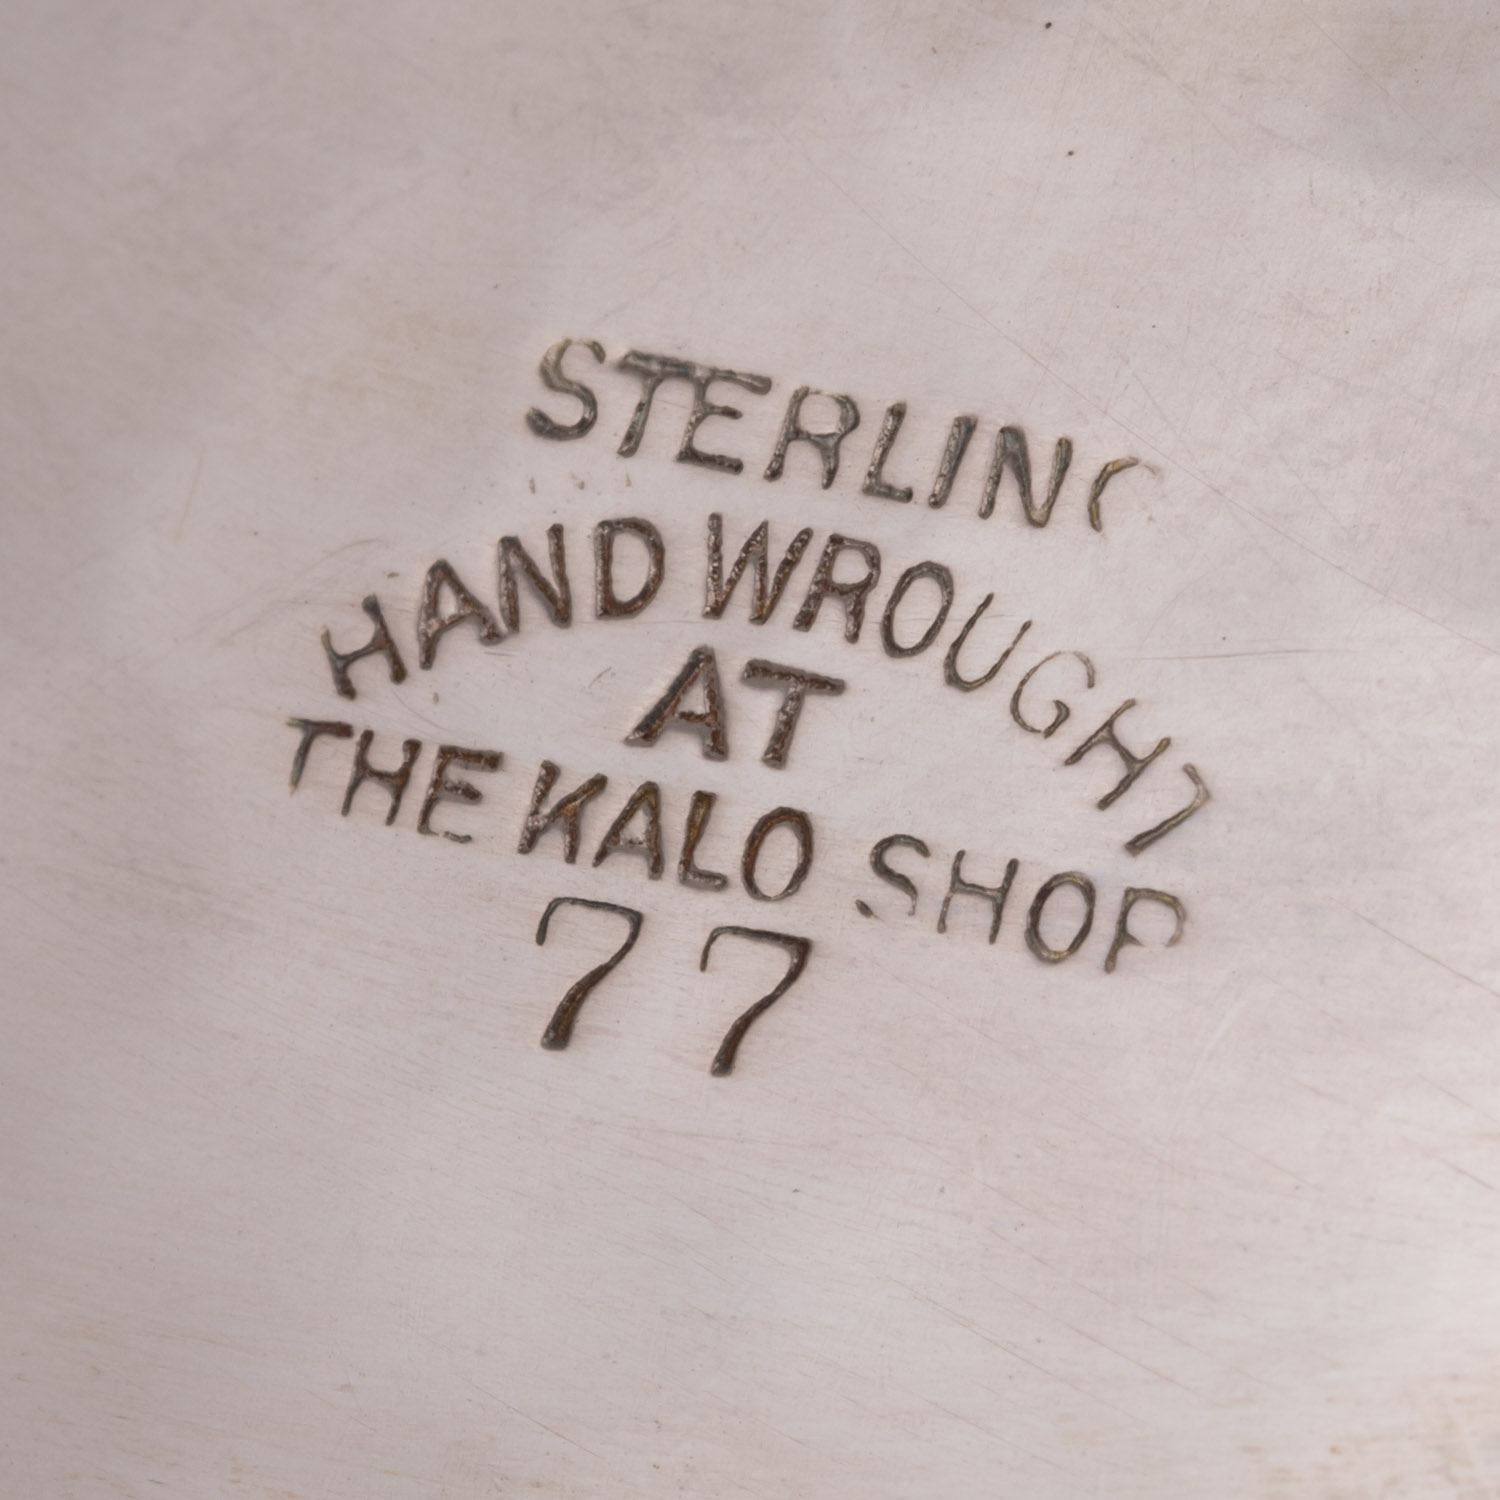 STERLING
HAND WROUGHT
AT
THE KALO SHOP
77